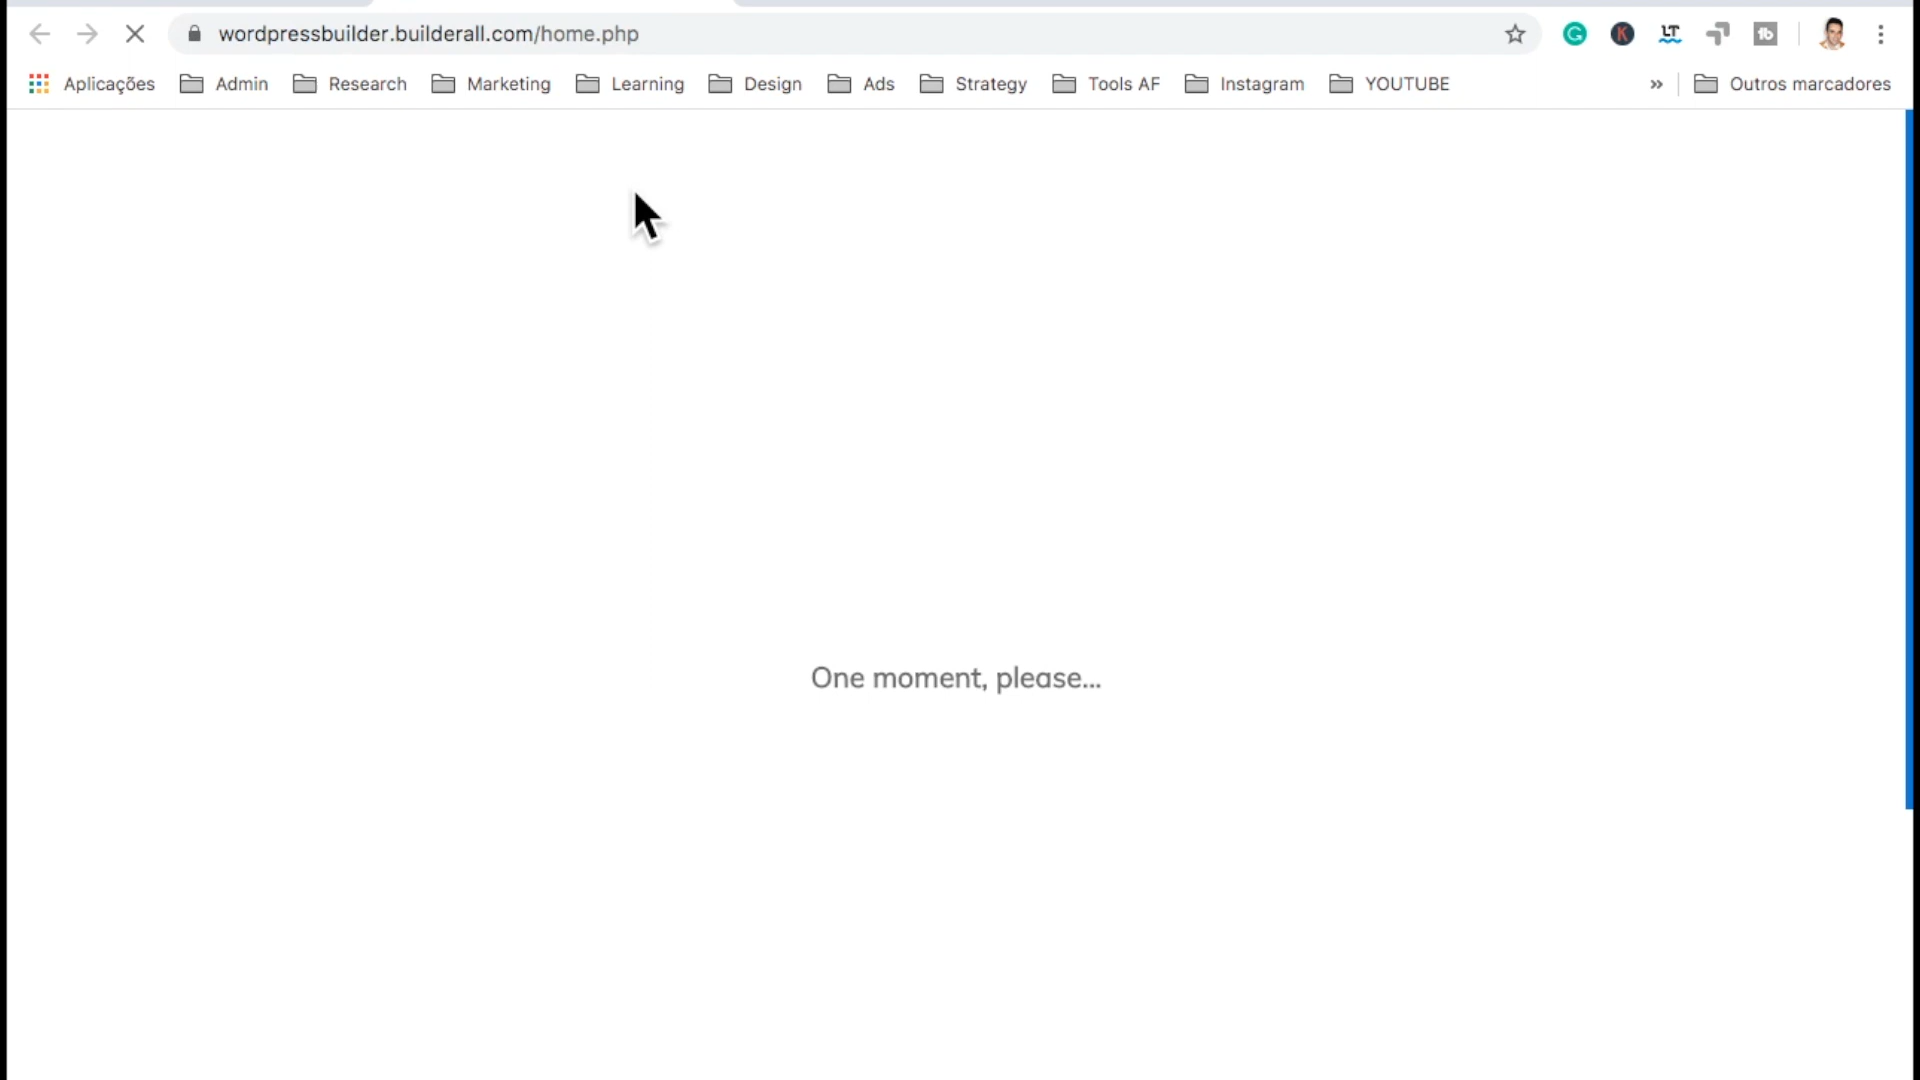 wordpressbuilder.builderall.com/home.php
Aplicações Admin Research Marketing Learning Design Ads Strategy Tools AF Instagram YOUTUBE » Outros marcadores
One moment, please...